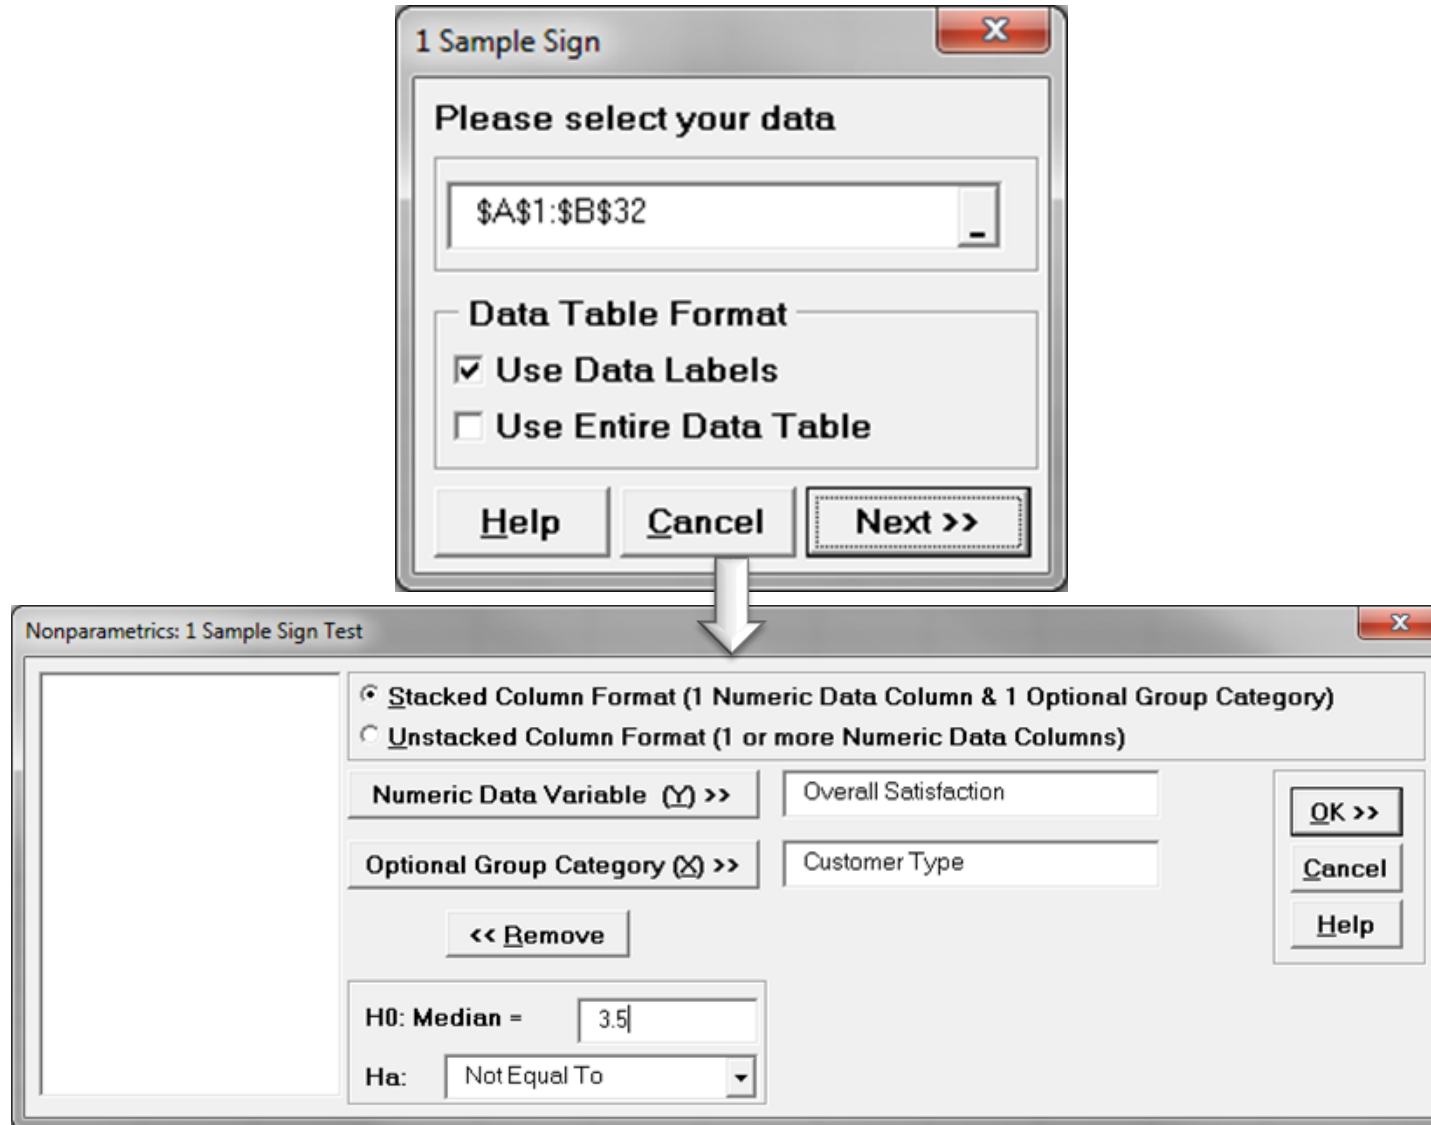 1 Sample Sign
Please select your data
$A$1:$B$32
Data Table Format
Use Data Labels
Use Entire Data Table
Help Cancel Next >>
Nonparametrics: 1 Sample Sign Test
Stacked Column Format (1 Numeric Data Column & 1 Optional Group Category)
Unstacked Column Format (1 or more Numeric Data Columns)
Numeric Data Variable (Y) >> Overall Satisfaction
OK >>
Optional Group Category (X) >> Customer Type
Cancel
<< Remove
Help
H0: Median = 3.5
Ha: Not Equal To